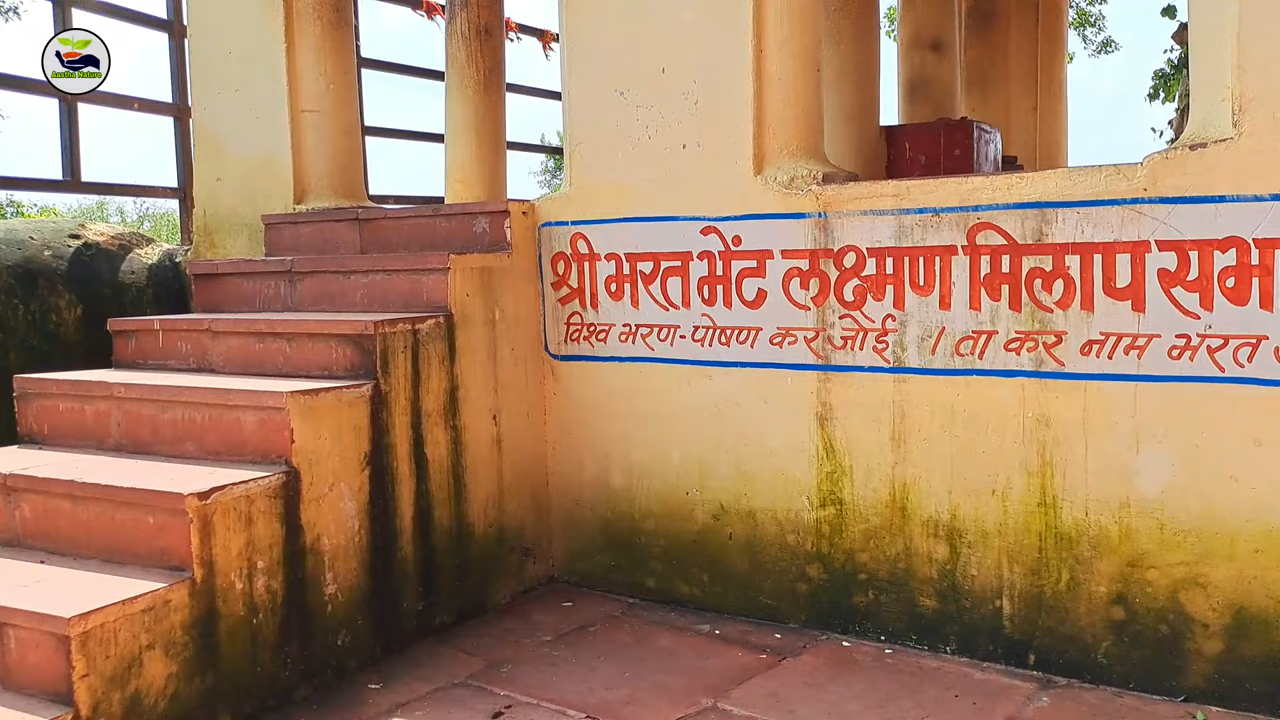 Aastha Nature
श्री भरत भेंट लक्ष्मण मिलाप सभ
विश्व भरण-पोषण कर जोई । ता कर नाम भरत